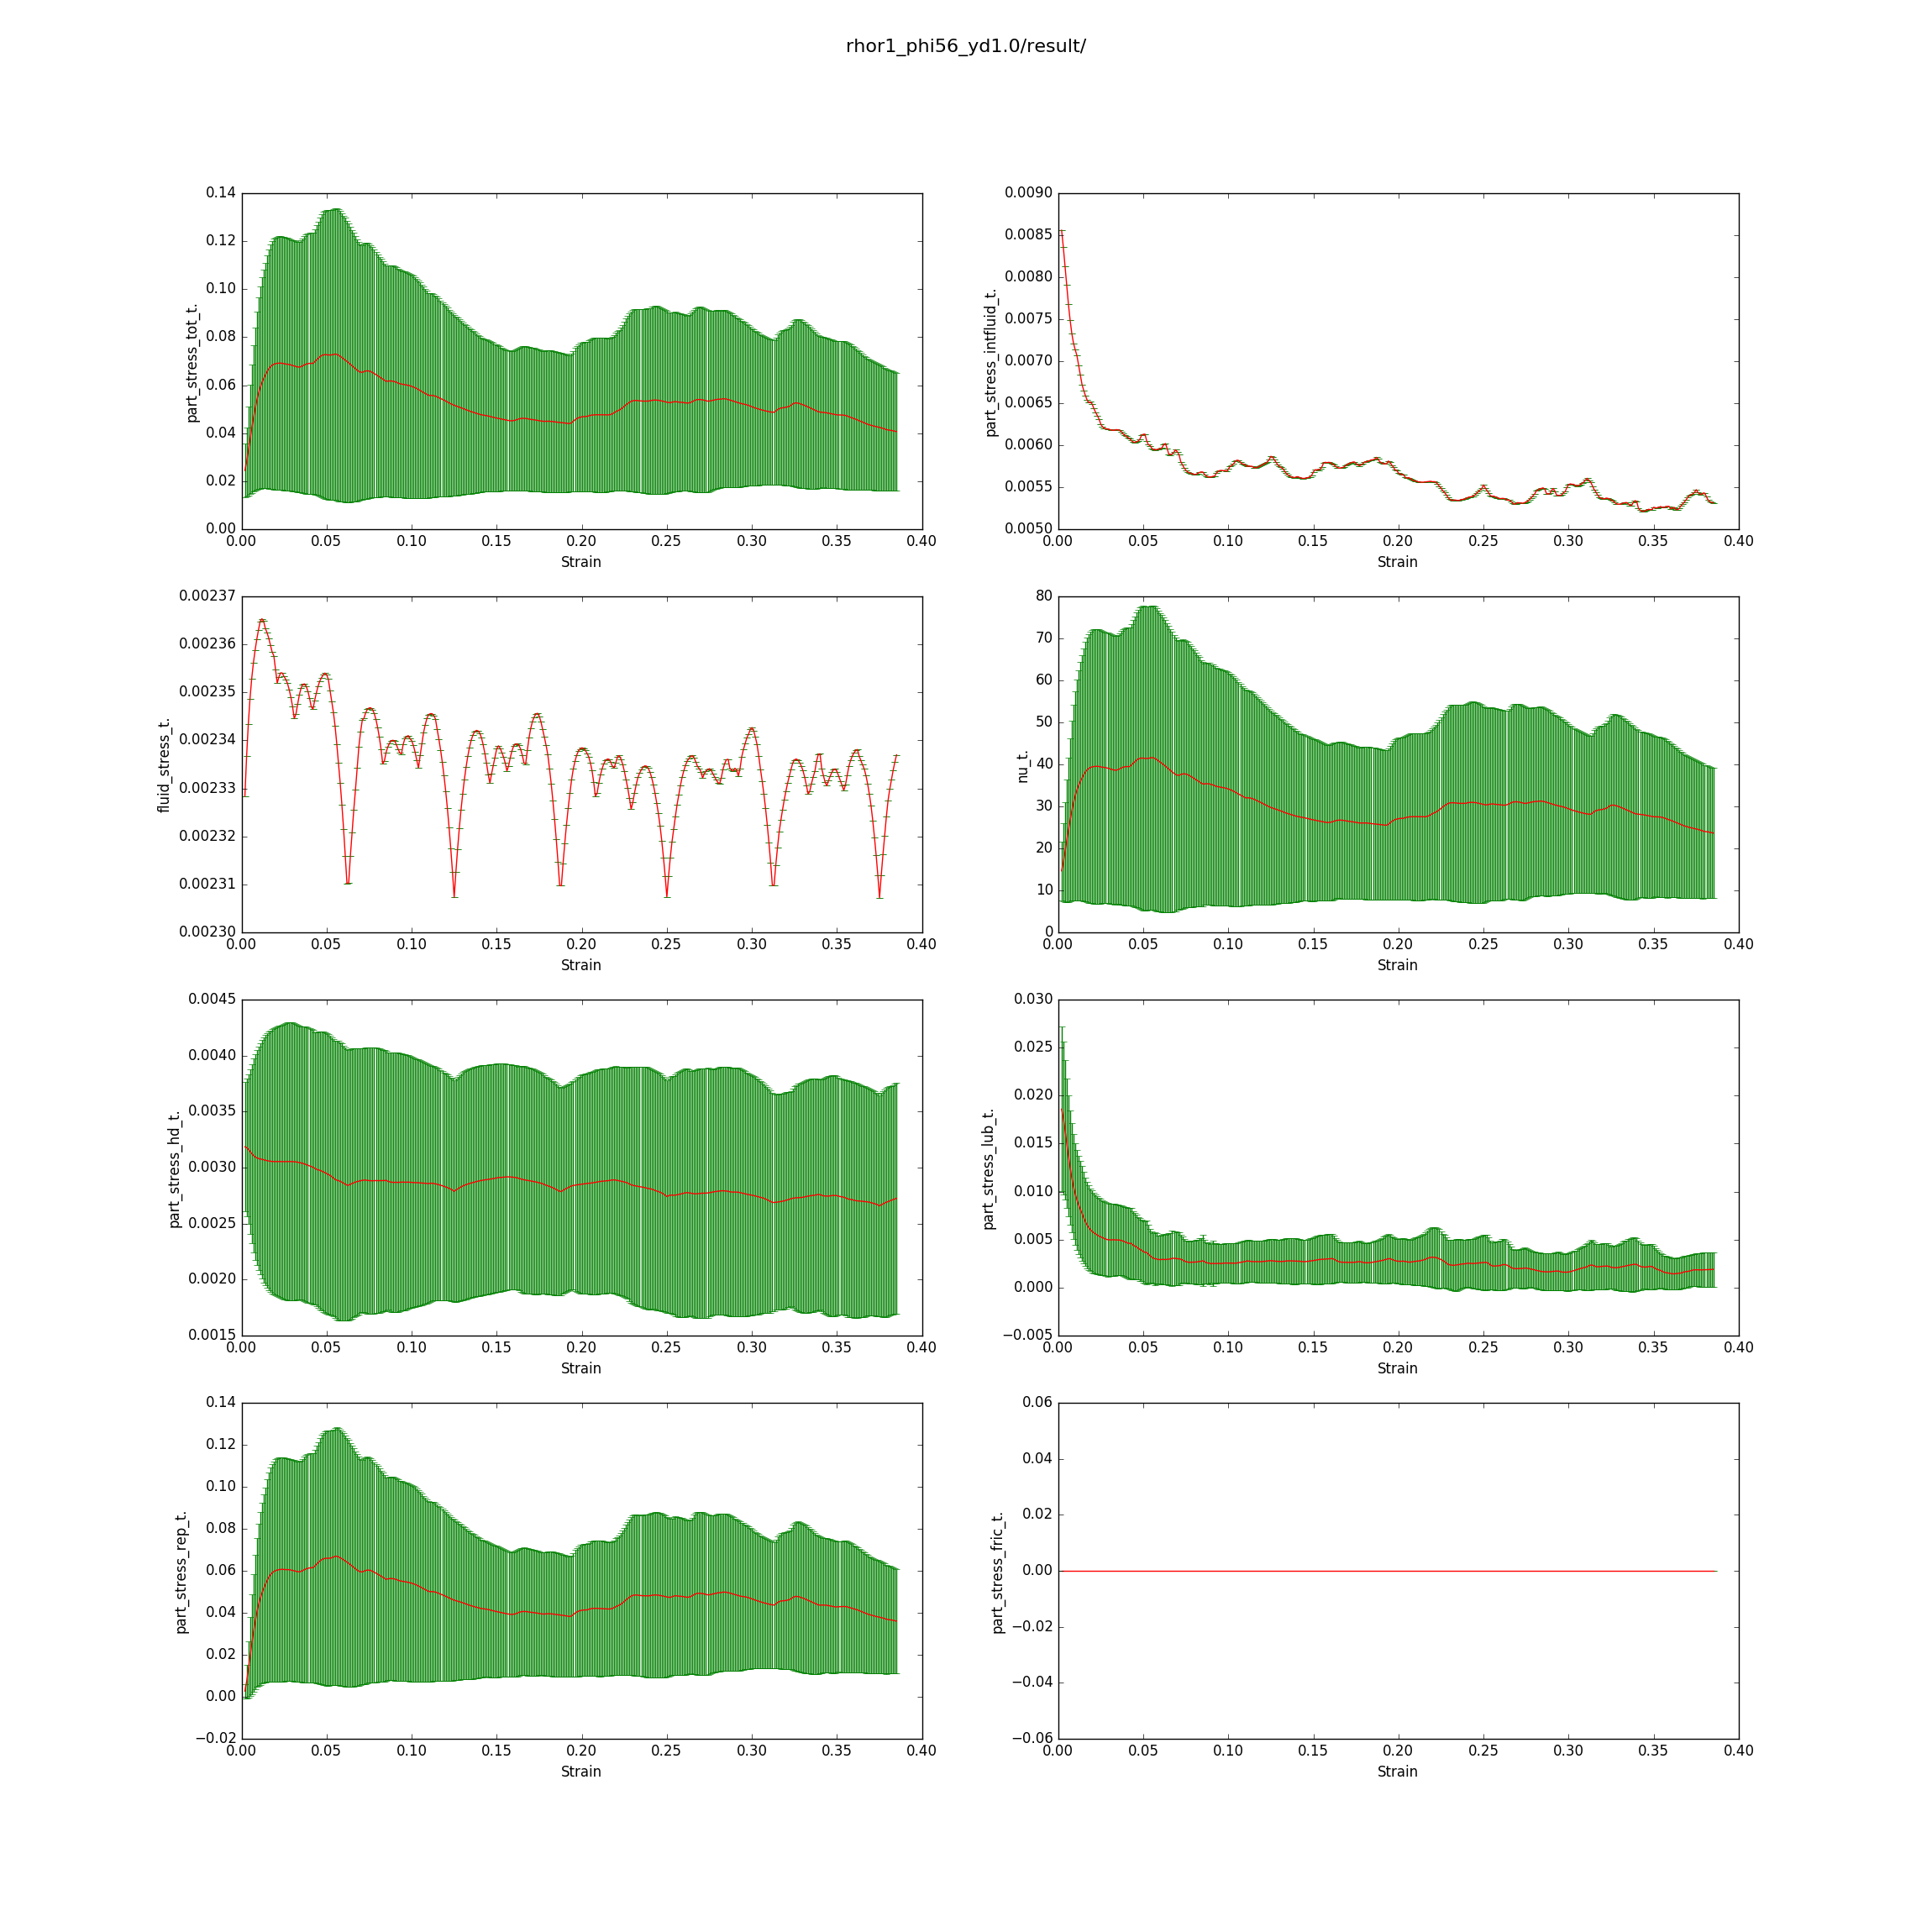 rhor1_phi56_yd1.0/result/
0.14
0.12
0.10
0.08
0.06
0.04
0.02
0.00
part_stress_tot_t.
0.00 0.05 0.10 0.15 0.20 0.25 0.30 0.35 0.40
Strain
0.0090
0.0085
0.0080
0.0075
0.0070
0.0065
0.0060
0.0055
0.0050
part_stress_intfluid_t.
0.00 0.05 0.10 0.15 0.20 0.25 0.30 0.35 0.40
Strain
0.00237
0.00236
0.00235
0.00234
0.00233
0.00232
0.00231
0.00230
fluid_stress_t.
0.00 0.05 0.10 0.15 0.20 0.25 0.30 0.35 0.40
Strain
80
70
60
50
40
30
20
10
0
nu_t.
0.00 0.05 0.10 0.15 0.20 0.25 0.30 0.35 0.40
Strain
0.0045
0.0040
0.0035
0.0030
0.0025
0.0020
0.0015
part_stress_hd_t.
0.00 0.05 0.10 0.15 0.20 0.25 0.30 0.35 0.40
Strain
0.030
0.025
0.020
0.015
0.010
0.005
0.000
−0.005
part_stress_lub_t.
0.00 0.05 0.10 0.15 0.20 0.25 0.30 0.35 0.40
Strain
0.14
0.12
0.10
0.08
0.06
0.04
0.02
0.00
−0.02
part_stress_rep_t.
0.00 0.05 0.10 0.15 0.20 0.25 0.30 0.35 0.40
Strain
0.06
0.04
0.02
0.00
−0.02
−0.04
−0.06
part_stress_fric_t.
0.00 0.05 0.10 0.15 0.20 0.25 0.30 0.35 0.40
Strain